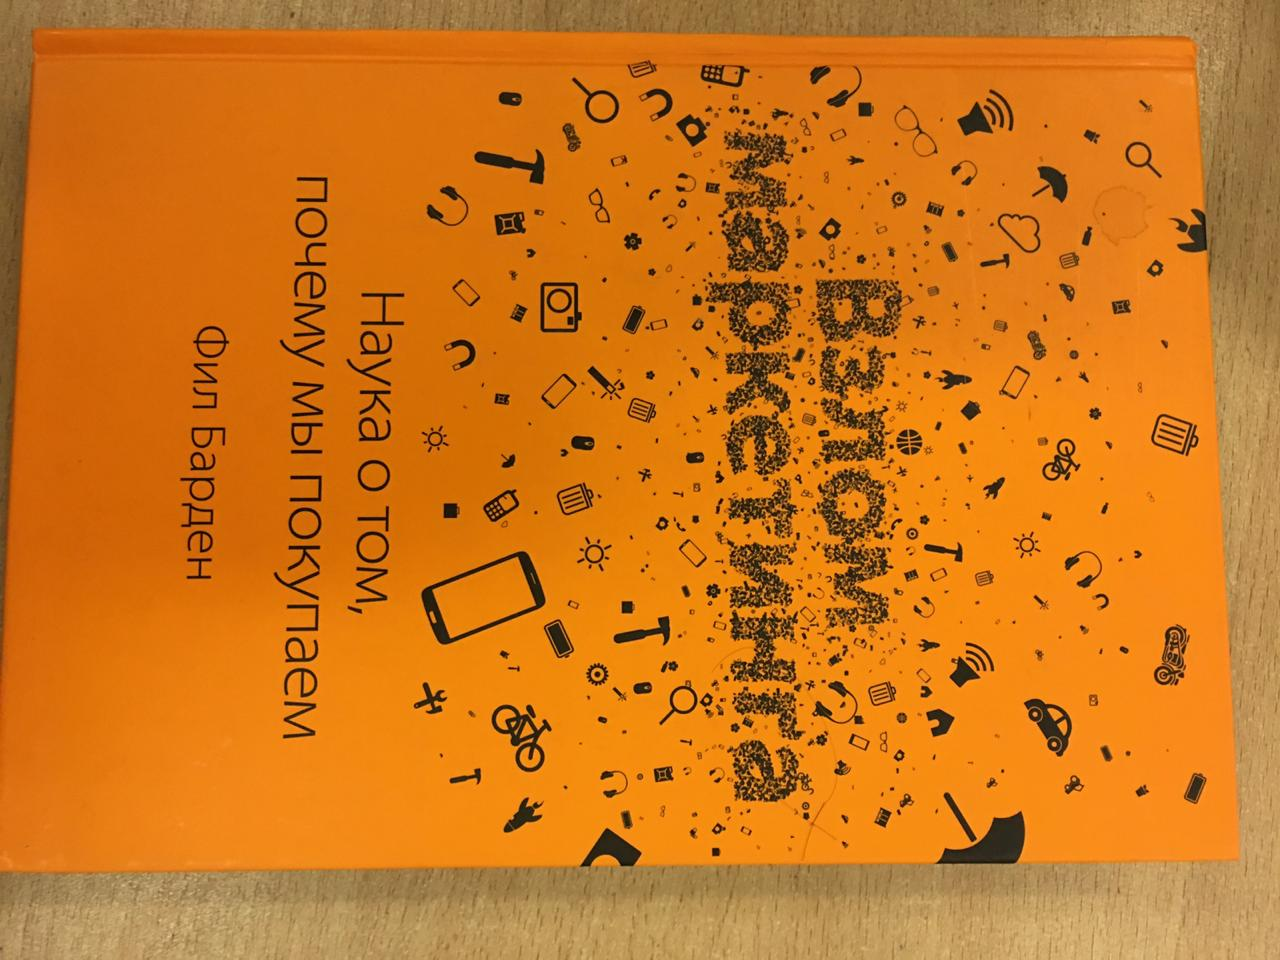 Взлом
маркетинга
Наука о том,
почему мы покупаем
Фил Барден